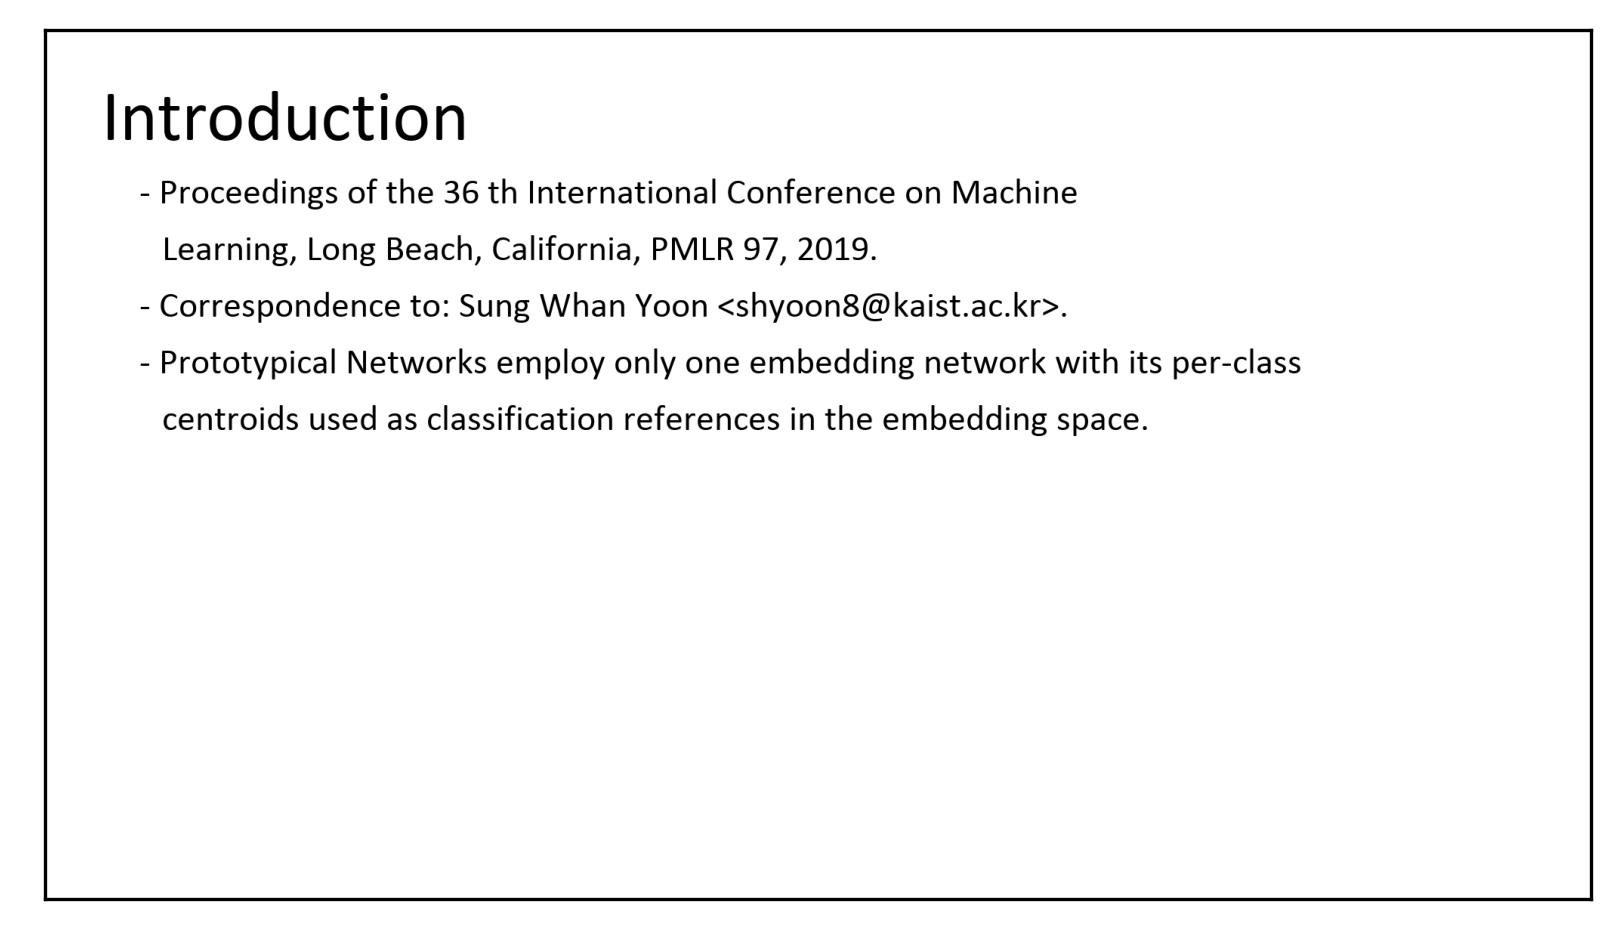 Introduction
- Proceedings of the 36 th International Conference on Machine
Learning, Long Beach, California, PMLR 97, 2019.
- Correspondence to: Sung Whan Yoon <shyoon8@kaist.ac.kr>.
- Prototypical Networks employ only one embedding network with its per-class
centroids used as classification references in the embedding space.